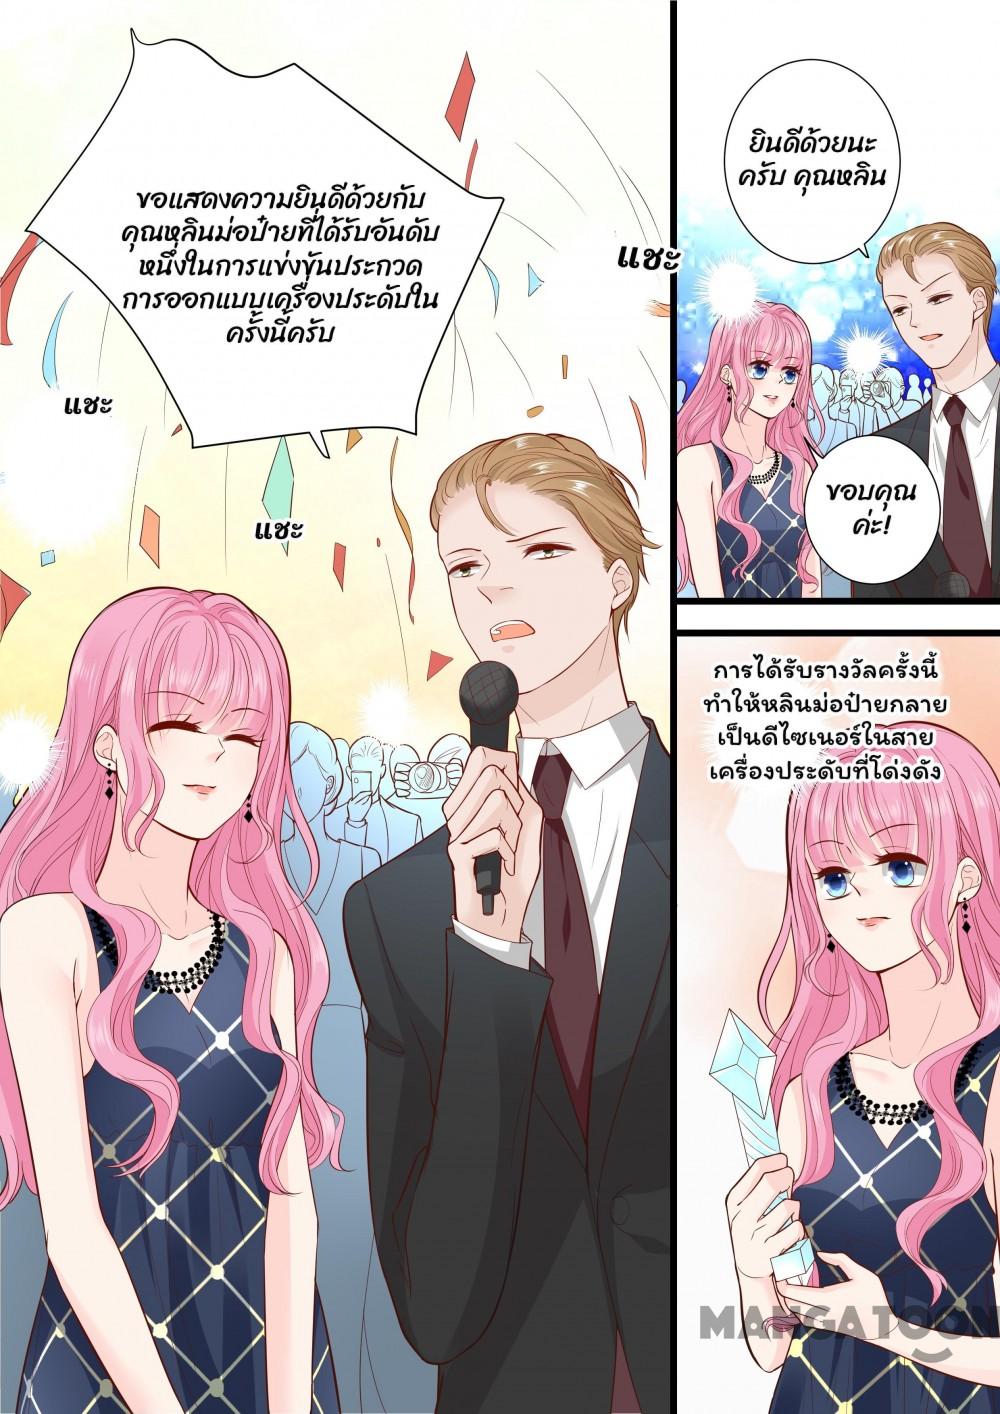 ขอแสดงความยินดีด้วยกับ
คุณหลินม่อป๋ายที่ได้รับอันดับ
หนึ่งในการแข่งขันประกวด
การออกแบบเครื่องประดับใน
ครั้งนี้ครับ
แชะ
แชะ
แชะ
ยินดีด้วยนะ
ครับ คุณหลิน
ขอบคุณ
ค่ะ!
การได้รับรางวัลครั้งนี้
ทำให้หลินม่อป๋ายกลาย
เป็นดีไซเนอร์ในสาย
เครื่องประดับที่โด่งดัง
MANGATOON